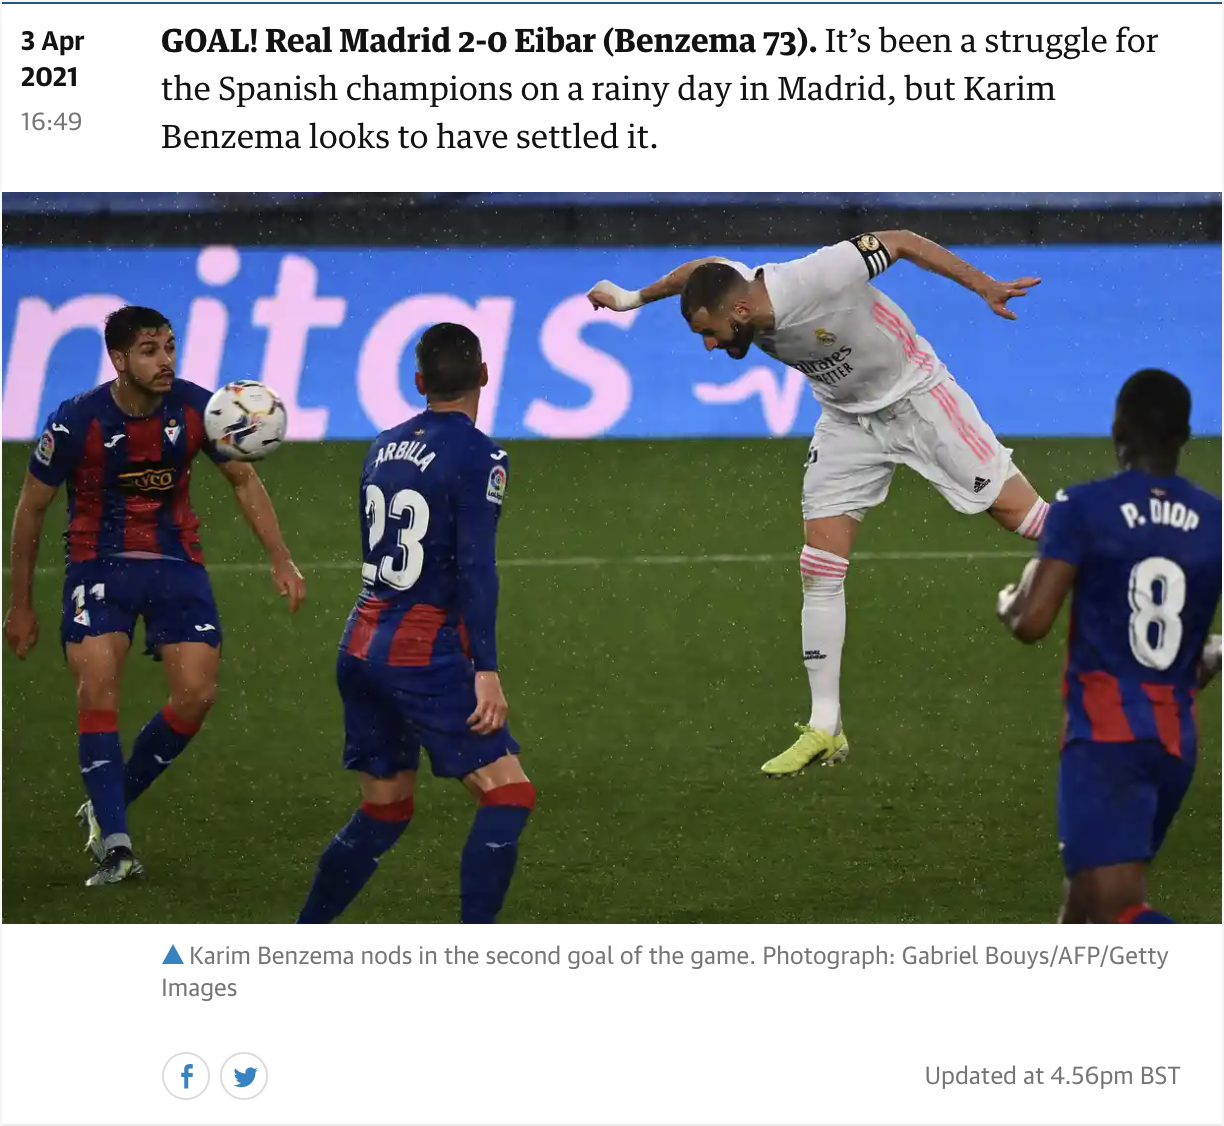 3 Apr
2021
16:49
GOAL! Real Madrid 2-0 Eibar (Benzema 73). It’s been a struggle for
the Spanish champions on a rainy day in Madrid, but Karim
Benzema looks to have settled it.
nitas
ARBILLA
23
11
P. DIOP
8
Karim Benzema nods in the second goal of the game. Photograph: Gabriel Bouys/AFP/Getty
Images
Updated at 4.56pm BST